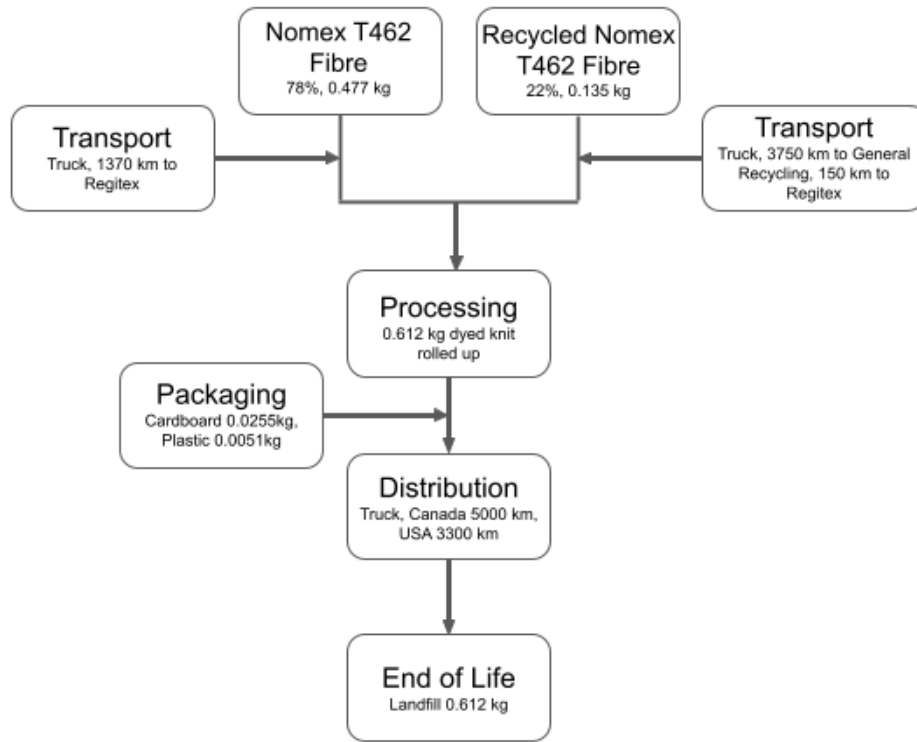 Nomex T462
Fibre
78%, 0.477 kg
Recycled Nomex
T462 Fibre
22%, 0.135 kg
Transport
Truck, 1370 km to
Regitex
Transport
Truck, 3750 km to General
Recycling, 150 km to
Regitex
Processing
0.612 kg dyed knit
rolled up
Packaging
Cardboard 0.0255kg,
Plastic 0.0051kg
Distribution
Truck, Canada 5000 km,
USA 3300 km
End of Life
Landfill 0.612 kg